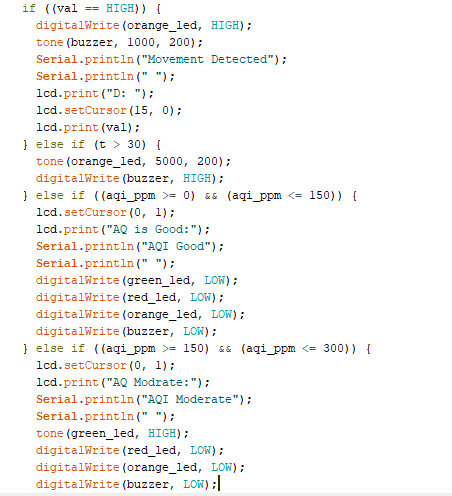 if ((val == HIGH)) {
digitalWrite(orange_led, HIGH);
tone(buzzer, 1000, 200);
Serial.println("Movement Detected");
Serial.println(" ");
lcd.print("D: ");
lcd.setCursor(15, 0);
lcd.print(val);
} else if (t > 30) {
tone(orange_led, 5000, 200);
digitalWrite(buzzer, HIGH);
} else if ((aqi_ppm >= 0) && (aqi_ppm <= 150)) {
lcd.setCursor(0, 1);
lcd.print("AQ is Good:");
Serial.println("AQI Good");
Serial.println(" ");
digitalWrite(green_led, LOW);
digitalWrite(red_led, LOW);
digitalWrite(orange_led, LOW);
digitalWrite(buzzer, LOW);
} else if ((aqi_ppm >= 150) && (aqi_ppm <= 300)) {
lcd.setCursor(0, 1);
lcd.print("AQ Modrate:");
Serial.println("AQI Moderate");
Serial.println(" ");
tone(green_led, HIGH);
digitalWrite(red_led, LOW);
digitalWrite(orange_led, LOW);
digitalWrite(buzzer, LOW);